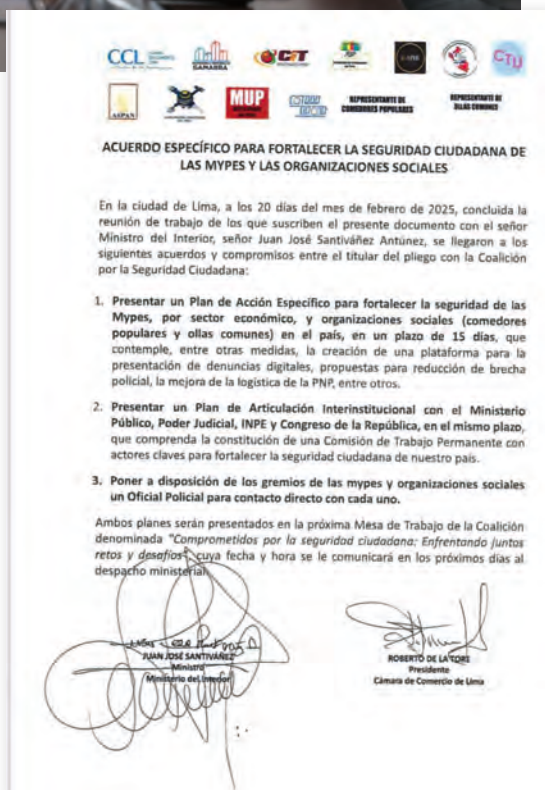 CCL
GAMARRA
CIT
CTU
ASPAN
MUP
REPRESENTANTE DE
COMEDORES POPULARES
REPRESENTANTE DE
OLLAS COMUNES
ACUERDO ESPECÍFICO PARA FORTALECER LA SEGURIDAD CIUDADANA DE
LAS MYPES Y LAS ORGANIZACIONES SOCIALES
En la ciudad de Lima, a los 20 días del mes de febrero de 2025, concluida la
reunión de trabajo de los que suscriben el presente documento con el señor
Ministro del Interior, señor Juan José Santiváñez Antúnez, se llegaron a los
siguientes acuerdos y compromisos entre el titular del pliego con la Coalición
por la Seguridad Ciudadana:
1. Presentar un Plan de Acción Específico para fortalecer la seguridad de las
Mypes, por sector económico, y organizaciones sociales (comedores
populares y ollas comunes) en el país, en un plazo de 15 días, que
contemple, entre otras medidas, la creación de una plataforma para la
presentación de denuncias digitales, propuestas para reducción de brecha
policial, la mejora de la logística de la PNP, entre otros.
2. Presentar un Plan de Articulación Interinstitucional con el Ministerio
Público, Poder Judicial, INPE y Congreso de la República, en el mismo plazo,
que comprenda la constitución de una Comisión de Trabajo Permanente con
actores claves para fortalecer la seguridad ciudadana de nuestro país.
3. Poner a disposición de los gremios de las mypes y organizaciones sociales
un Oficial Policial para contacto directo con cada uno.
Ambos planes serán presentados en la próxima Mesa de Trabajo de la Coalición
denominada "Comprometidos por la seguridad ciudadana: Enfrentando juntos
retos y desafíos", cuya fecha y hora se le comunicará en los próximos días al
despacho ministerial.
JUAN JOSÉ SANTIVÁÑEZ
Ministro
Ministerio del Interior
ROBERTO DE LA TORE
Presidente
Cámara de Comercio de Lima